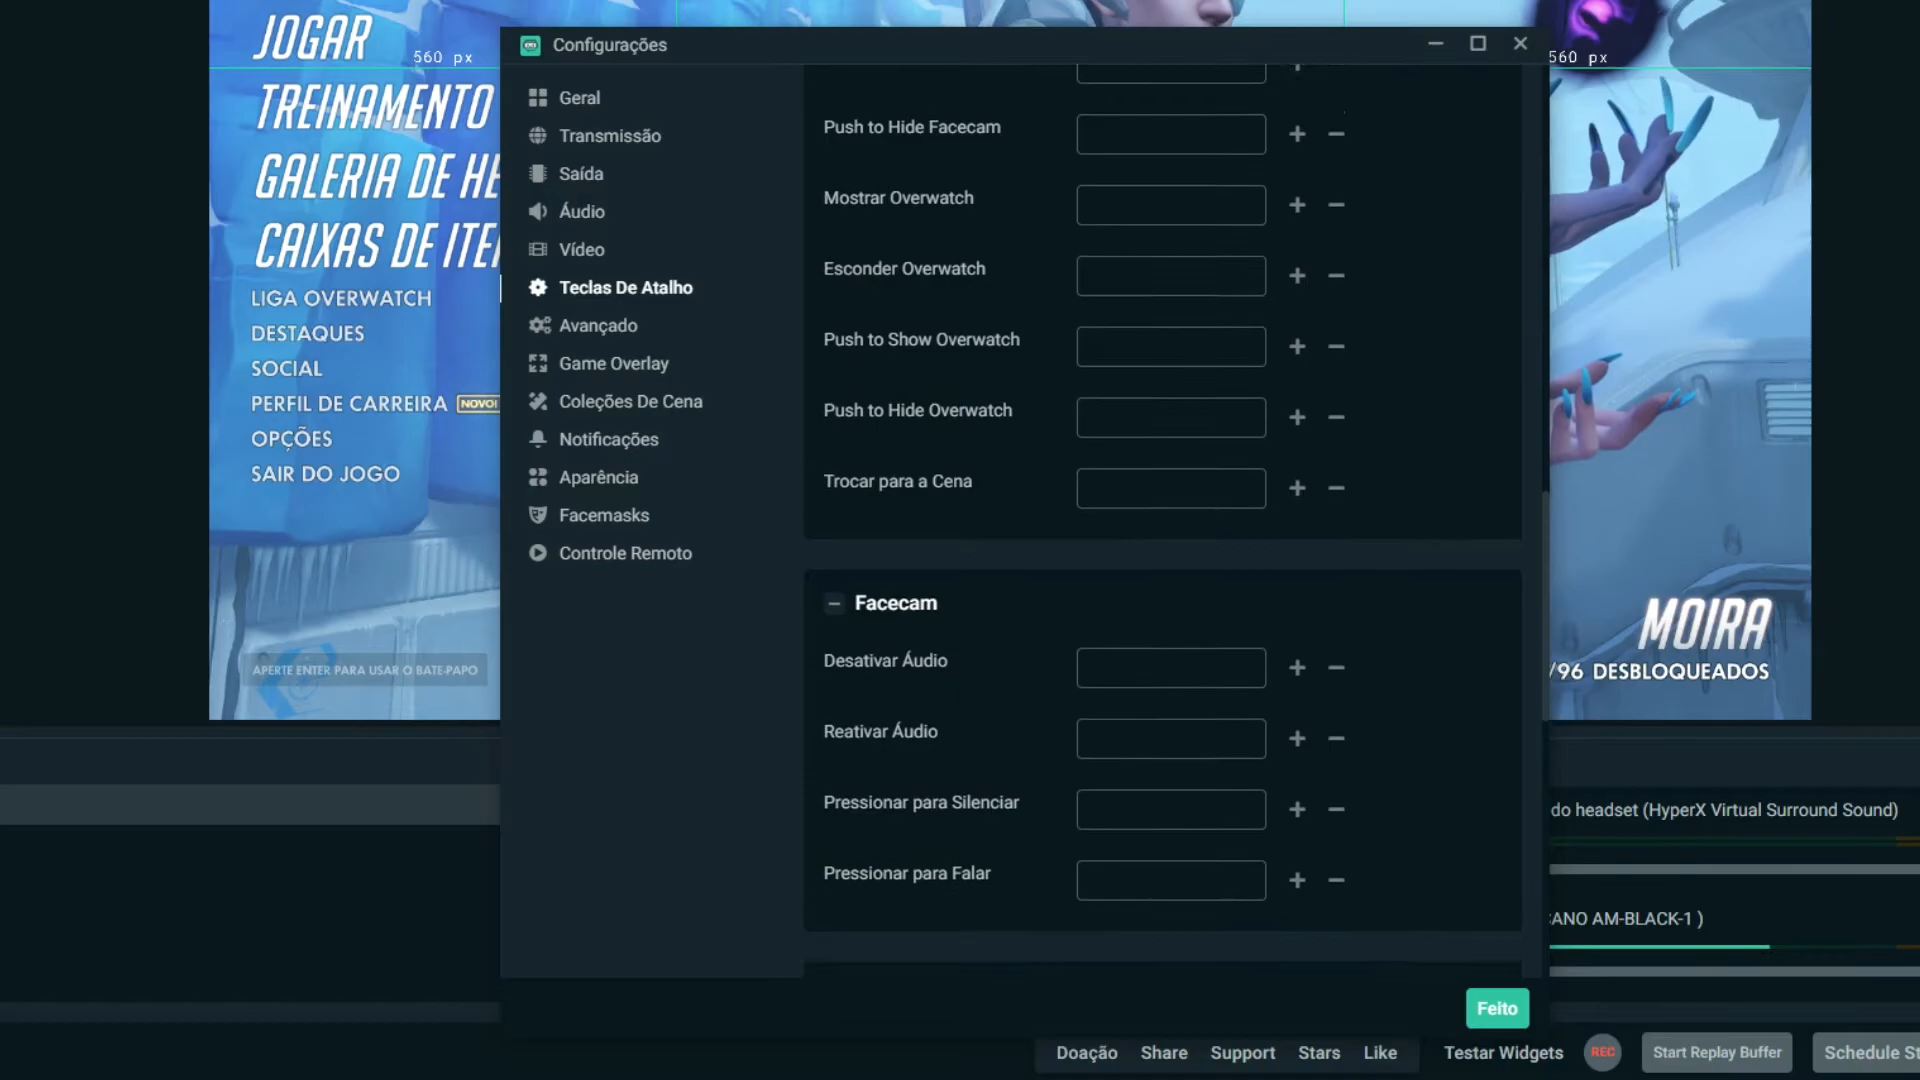 JOGAR
560 px
TREINAMENTO
GALERIA DE HE
CAIXAS DE ITE
LIGA OVERWATCH
DESTAQUES
SOCIAL
PERFIL DE CARREIRA NOVO!
OPÇÕES
SAIR DO JOGO
APERTE ENTER PARA USAR O BATE-PAPO
Configurações
Geral
Transmissão
Saída
Áudio
Vídeo
Teclas De Atalho
Avançado
Game Overlay
Coleções De Cena
Notificações
Aparência
Facemasks
Controle Remoto
Push to Hide Facecam
Mostrar Overwatch
Esconder Overwatch
Push to Show Overwatch
Push to Hide Overwatch
Trocar para a Cena
Facecam
Desativar Áudio
Reativar Áudio
Pressionar para Silenciar
Pressionar para Falar
Feito
560 px
MOIRA
/96 DESBLOQUEADOS
do headset (HyperX Virtual Surround Sound)
CANO AM-BLACK-1 )
Doação Share Support Stars Like Testar Widgets REC Start Replay Buffer Schedule St